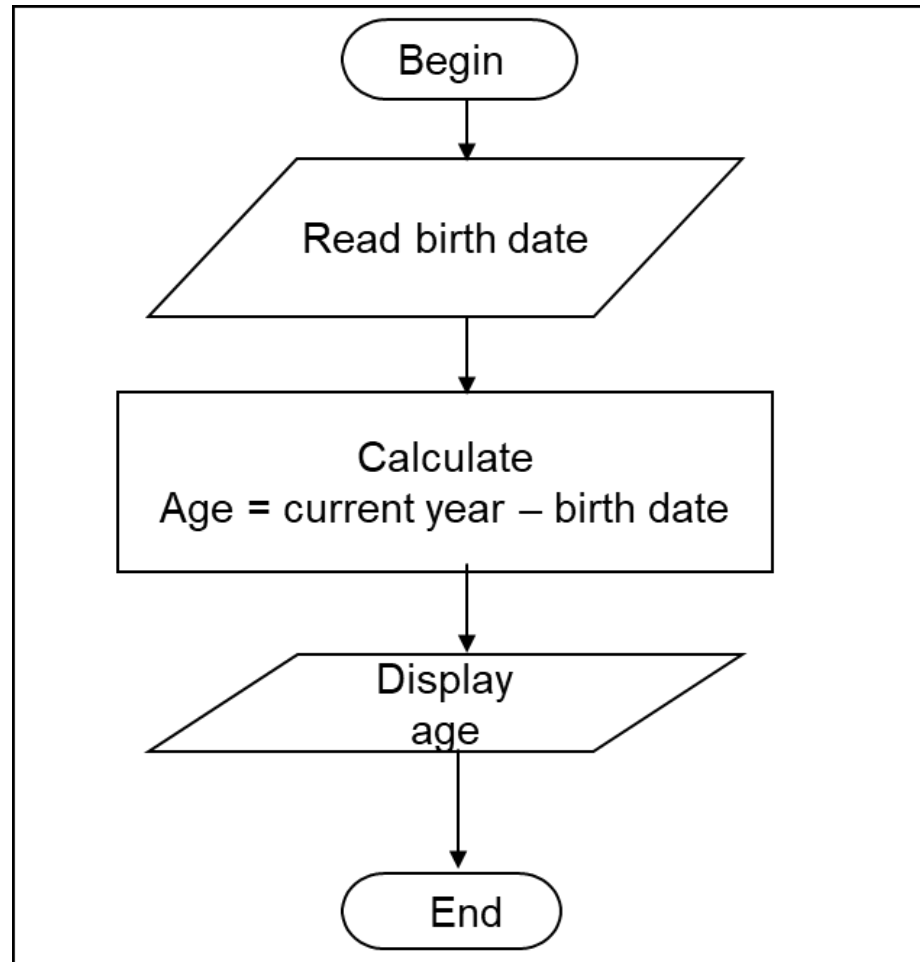 Begin
Read birth date
Calculate
Age = current year – birth date
Display
age
End